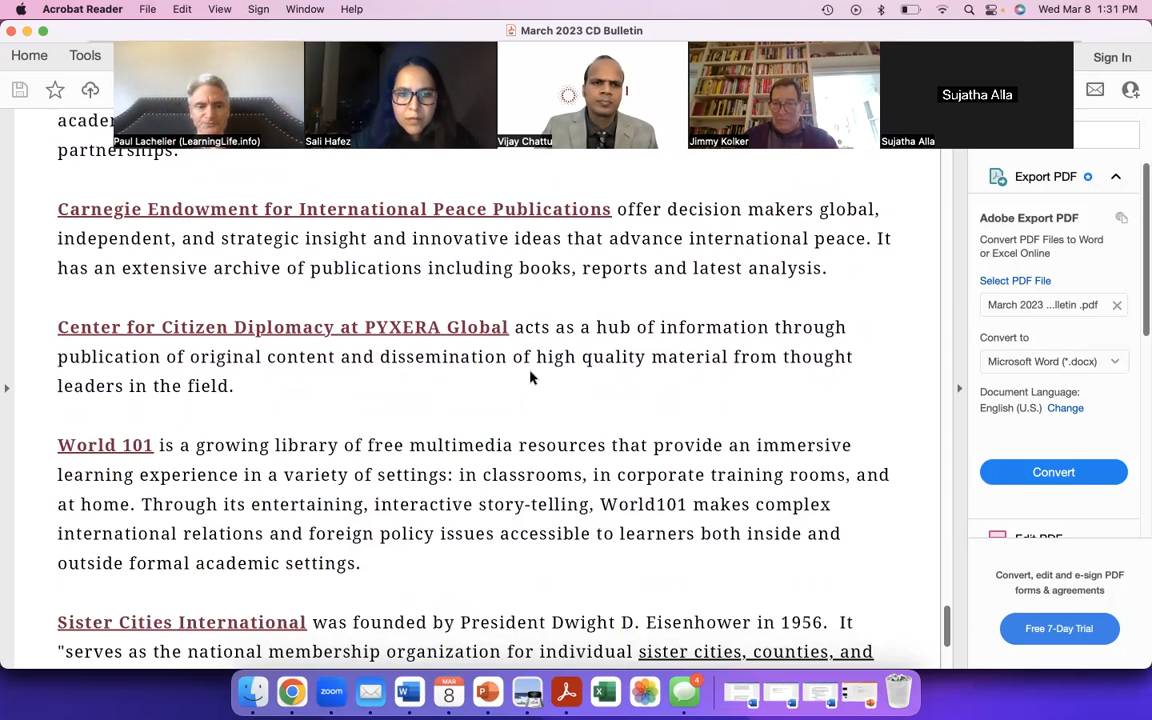 Acrobat Reader File Edit View Sign Window Help Wed Mar 8 1:31 PM
March 2023 CD Bulletin
Home Tools Sign In
Paul Lachelier (LearningLife.info)
Sali Hafez
Vijay Chattu
Jimmy Kolker
Sujatha Alla
Sujatha Alla
partnerships.
Carnegie Endowment for International Peace Publications offer decision makers global,
independent, and strategic insight and innovative ideas that advance international peace. It
has an extensive archive of publications including books, reports and latest analysis.
Center for Citizen Diplomacy at PYXERA Global acts as a hub of information through
publication of original content and dissemination of high quality material from thought
leaders in the field.
World 101 is a growing library of free multimedia resources that provide an immersive
learning experience in a variety of settings: in classrooms, in corporate training rooms, and
at home. Through its entertaining, interactive story-telling, World101 makes complex
international relations and foreign policy issues accessible to learners both inside and
outside formal academic settings.
Sister Cities International was founded by President Dwight D. Eisenhower in 1956. It
"serves as the national membership organization for individual sister cities, counties, and
Export PDF
Adobe Export PDF
Convert PDF Files to Word
or Excel Online
Select PDF File
March 2023 ...lletin .pdf
Convert to
Microsoft Word (*.docx)
Document Language:
English (U.S.) Change
Convert
Edit PDF
Convert, edit and e-sign PDF
forms & agreements
Free 7-Day Trial
zoom
MAR
8
4